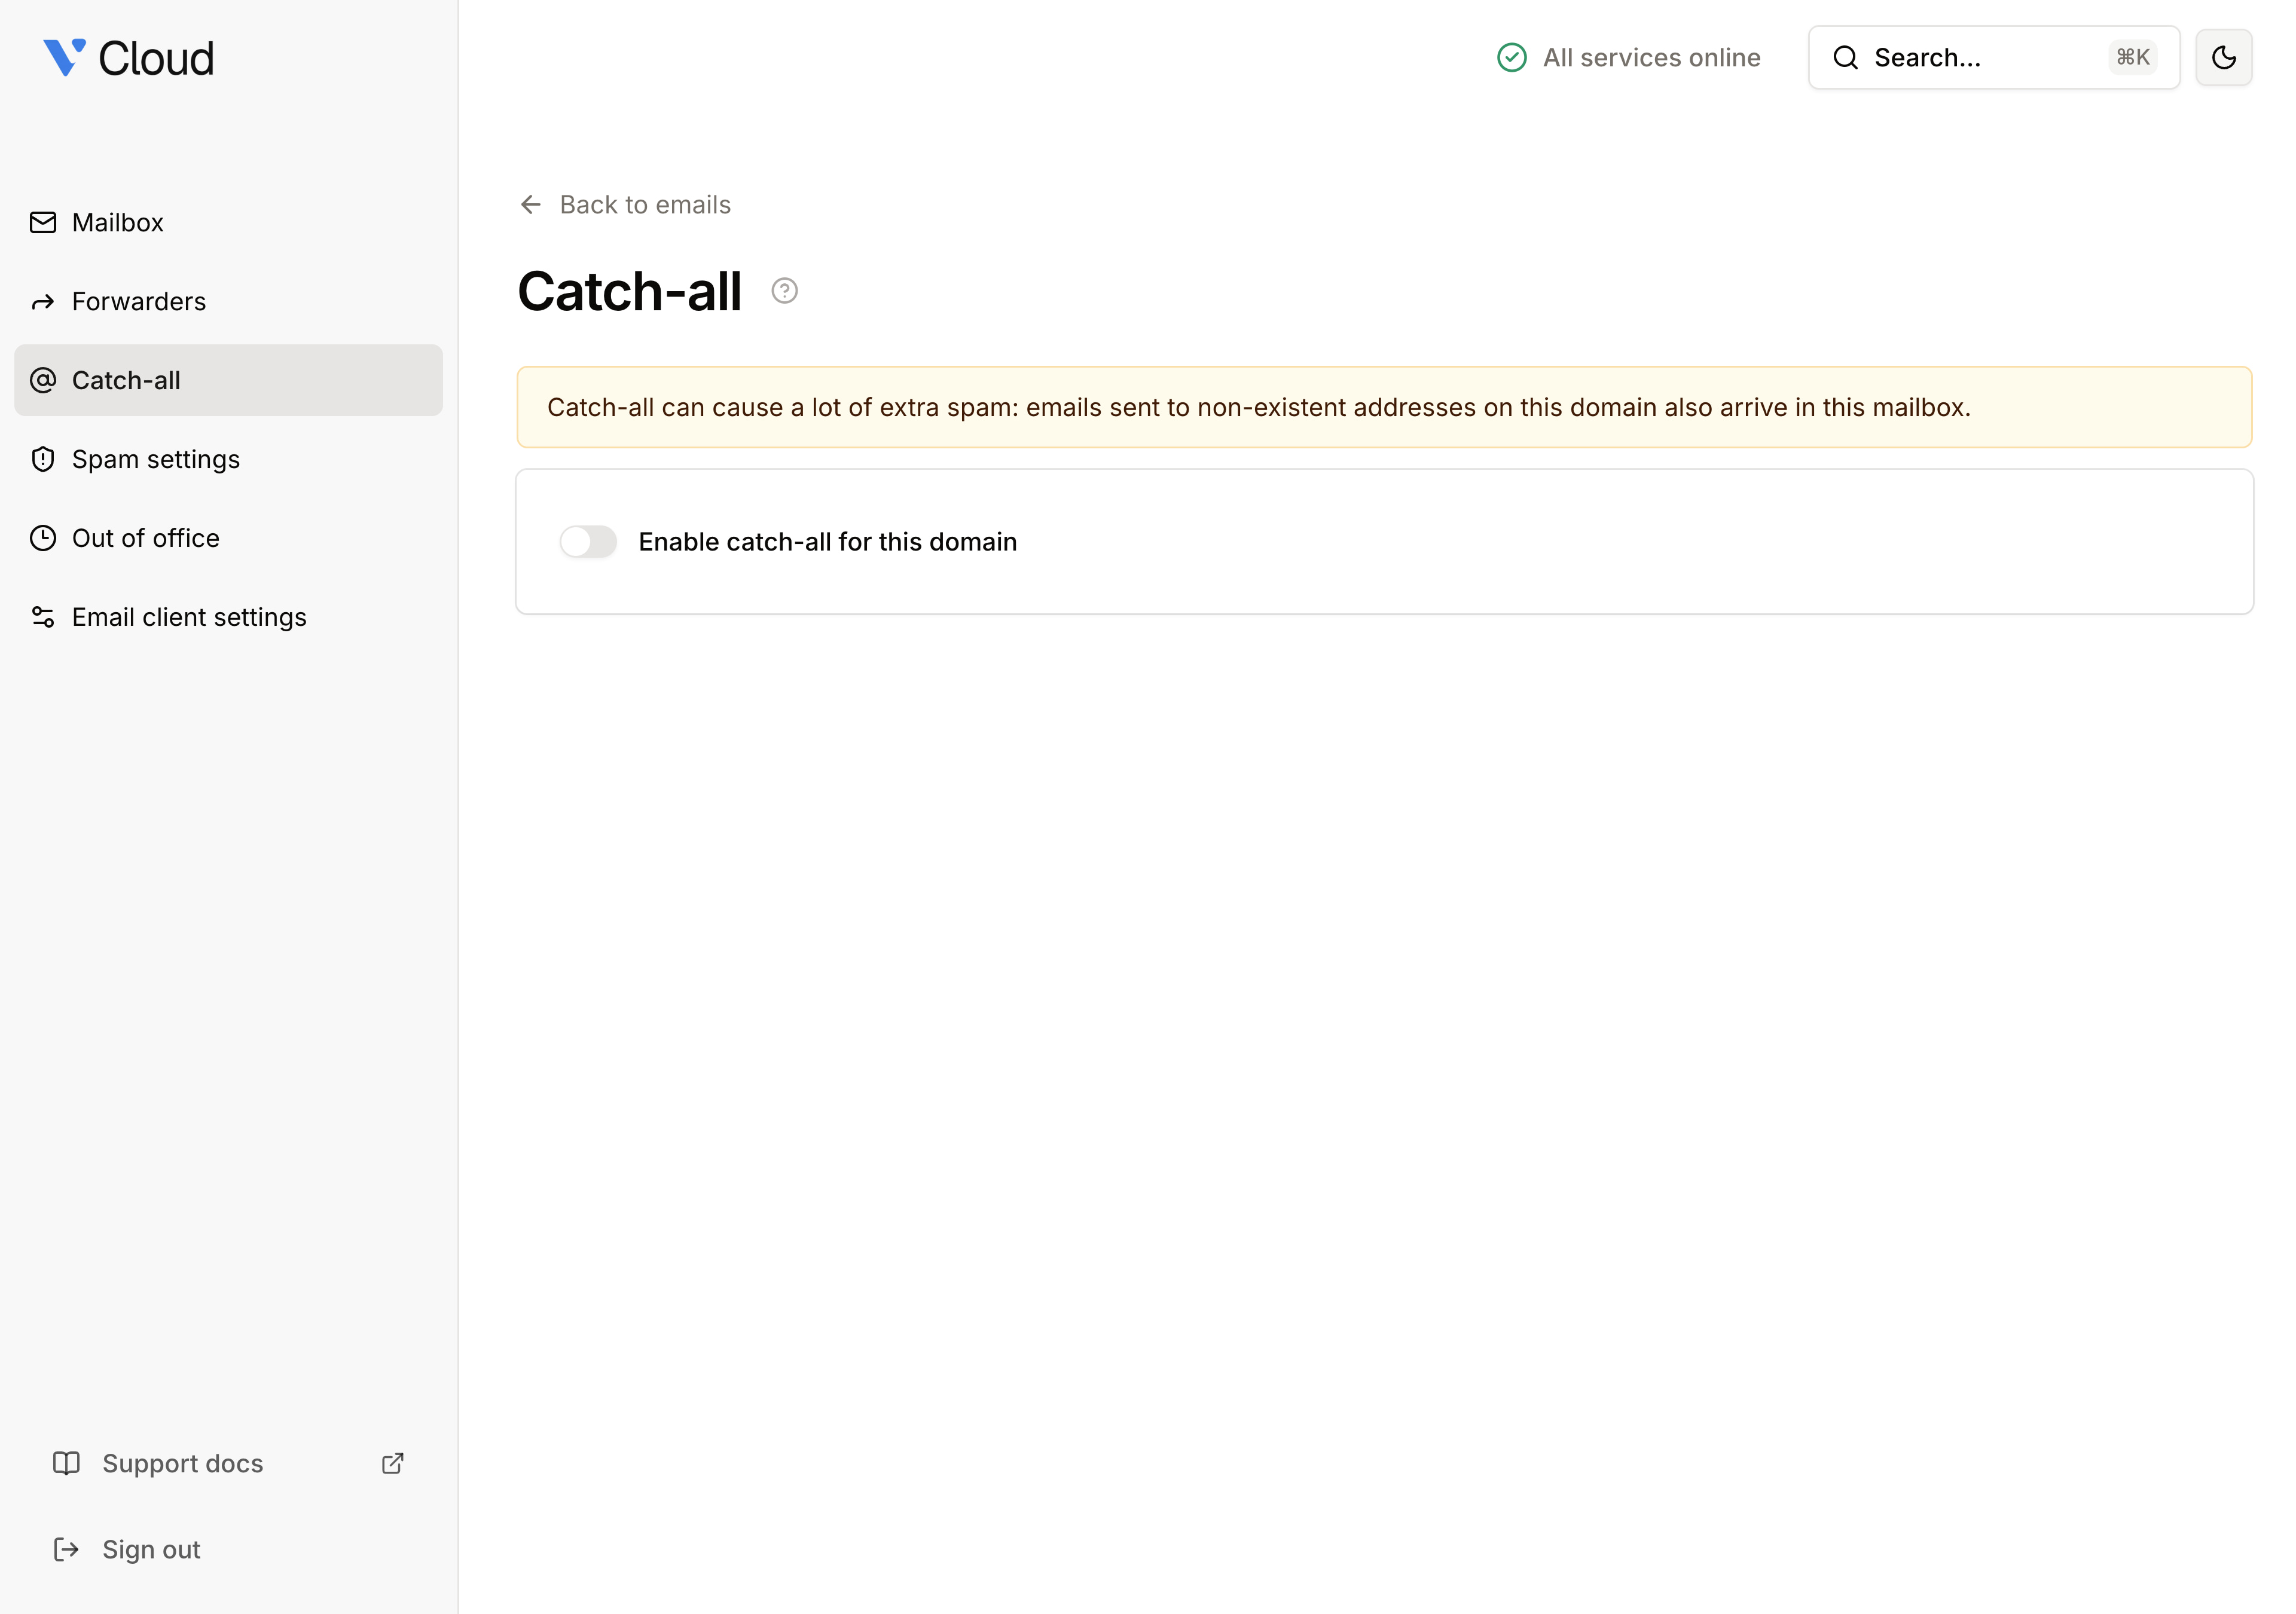 Cloud
All services online
Search...
⌘K
Mailbox
Forwarders
Catch-all
Spam settings
Out of office
Email client settings
Support docs
Sign out
Back to emails
Catch-all
Catch-all can cause a lot of extra spam: emails sent to non-existent addresses on this domain also arrive in this mailbox.
Enable catch-all for this domain